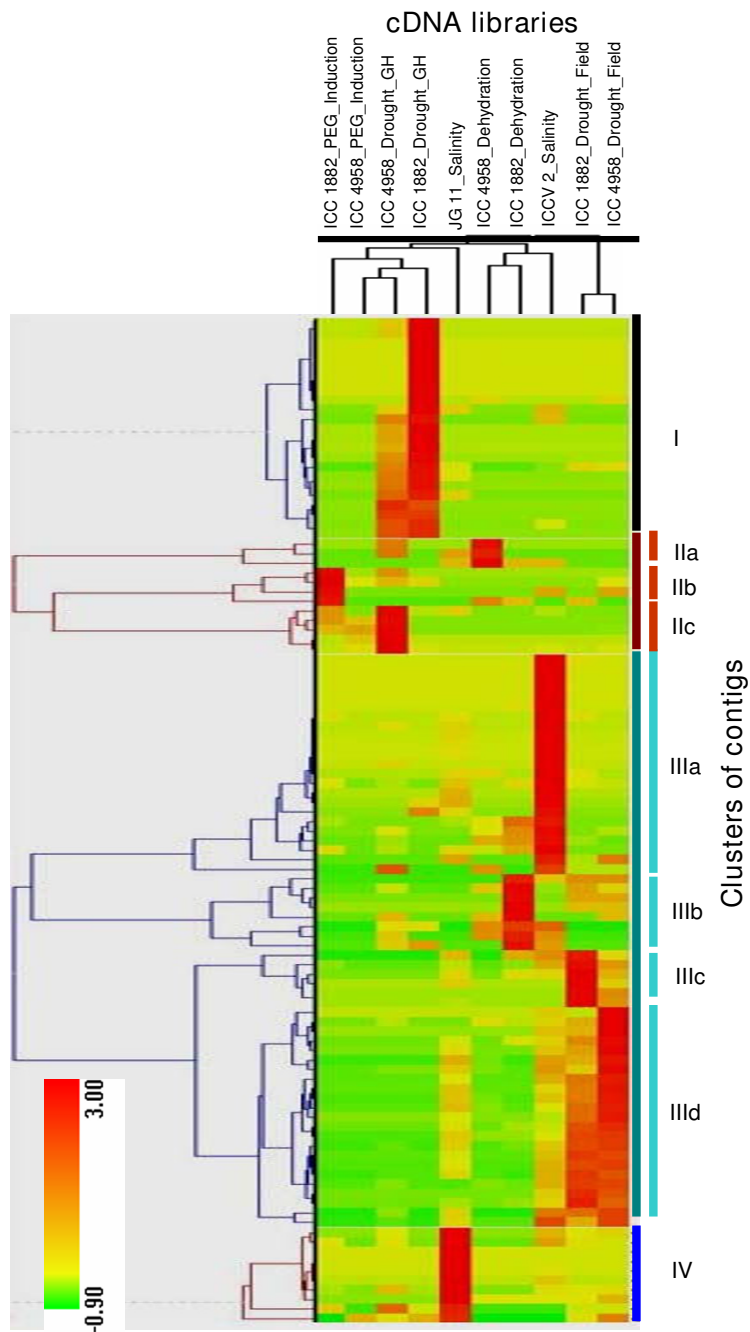 cDNA libraries
ICC 1882_PEG_Induction
ICC 4958_PEG_Induction
ICC 4958_Drought_GH
ICC 1882_Drought_GH
JG 11_Salinity
ICC 4958_Dehydration
ICC 1882_Dehydration
ICCV 2_Salinity
ICC 1882_Drought_Field
ICC 4958_Drought_Field
I
IIa
IIb
IIc
IIIa
IIIb
IIIc
IIId
IV
Clusters of contigs
3.00
-0.90